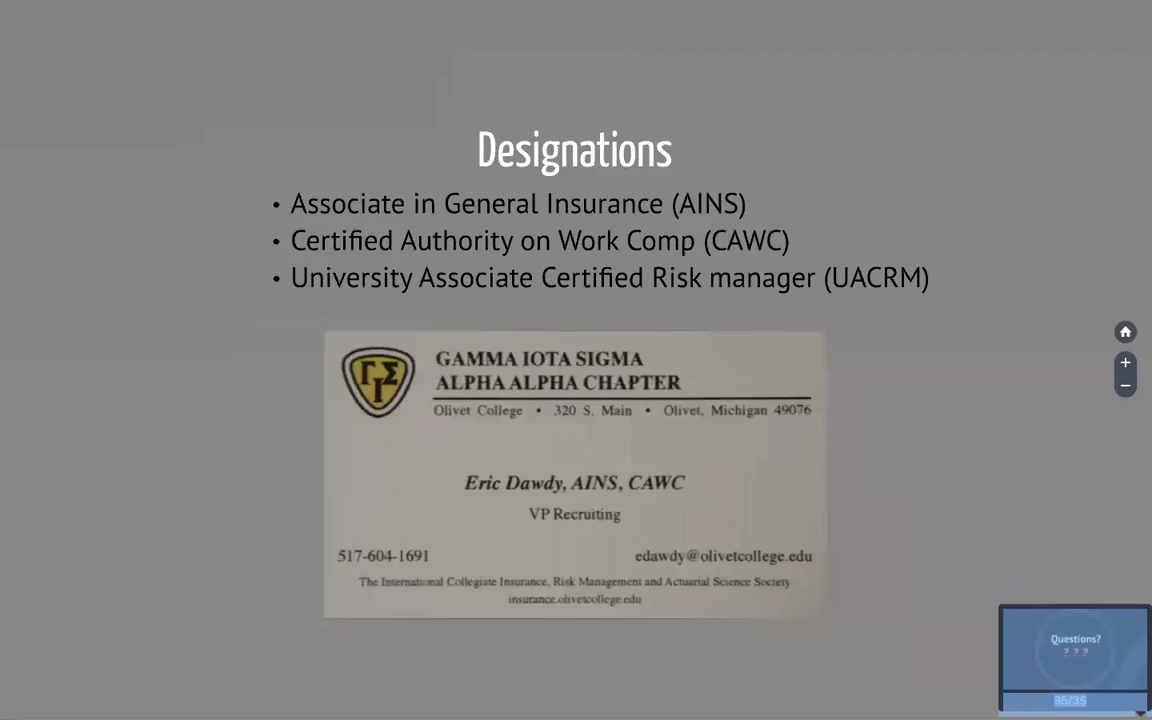 Designations
• Associate in General Insurance (AINS)
• Certified Authority on Work Comp (CAWC)
• University Associate Certified Risk manager (UACRM)
ΓΙΣ
GAMMA IOTA SIGMA
ALPHA ALPHA CHAPTER
Olivet College • 320 S. Main • Olivet, Michigan 49076
Eric Dawdy, AINS, CAWC
VP Recruiting
517-604-1691 edawdy@olivetcollege.edu
The International Collegiate Insurance, Risk Management and Actuarial Science Society
insurance.olivetcollege.edu
+
−
Questions?
? ? ?
35/35